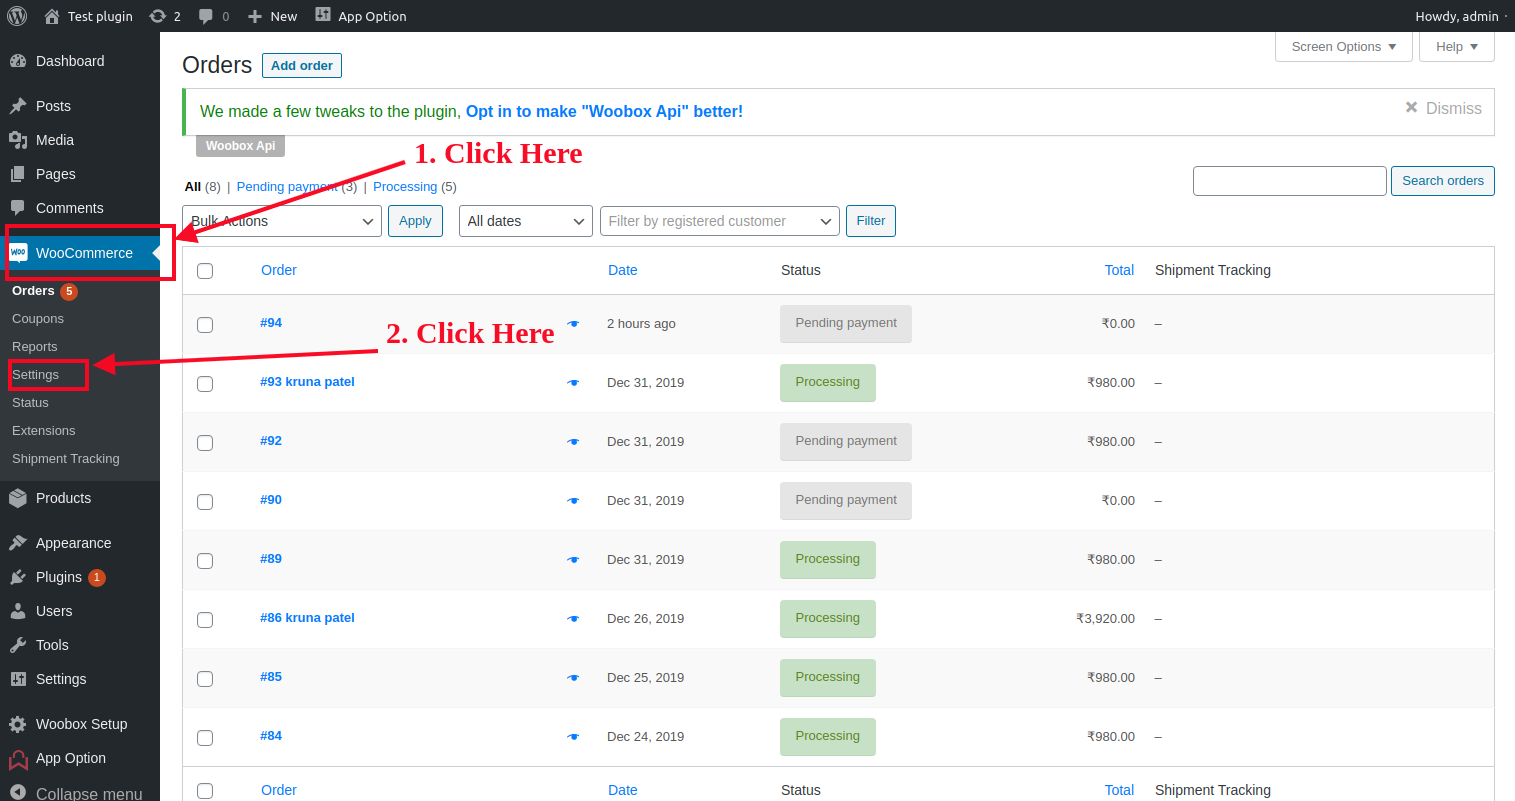 Test plugin 2 0 New App Option Howdy, admin
Dashboard
Posts
Media
Pages
Comments
WooCommerce
Orders 5
Coupons
Reports
Settings
Status
Extensions
Shipment Tracking
Products
Appearance
Plugins 1
Users
Tools
Settings
Woobox Setup
App Option
Collapse menu
Screen Options Help
Orders Add order
We made a few tweaks to the plugin, Opt in to make "Woobox Api" better! Dismiss
Woobox Api
1. Click Here
All (8) | Pending payment (3) | Processing (5)
Search orders
Bulk Actions Apply All dates Filter by registered customer Filter
Order Date Status Total Shipment Tracking
#94 2 hours ago Pending payment ₹0.00 –
2. Click Here
#93 kruna patel Dec 31, 2019 Processing ₹980.00 –
#92 Dec 31, 2019 Pending payment ₹980.00 –
#90 Dec 31, 2019 Pending payment ₹0.00 –
#89 Dec 31, 2019 Processing ₹980.00 –
#86 kruna patel Dec 26, 2019 Processing ₹3,920.00 –
#85 Dec 25, 2019 Processing ₹980.00 –
#84 Dec 24, 2019 Processing ₹980.00 –
Order Date Status Total Shipment Tracking